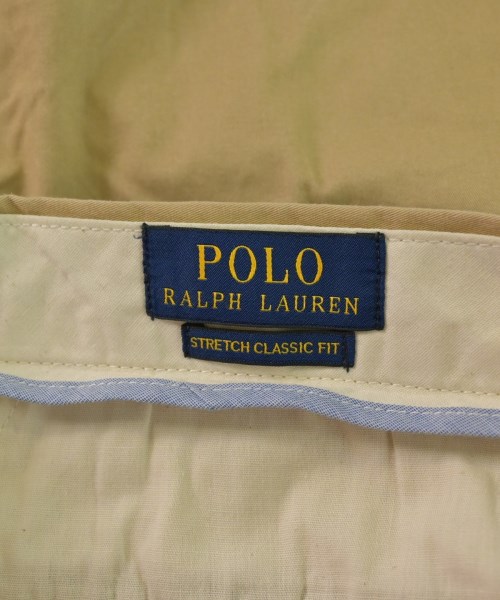 POLO
RALPH LAUREN
STRETCH CLASSIC FIT